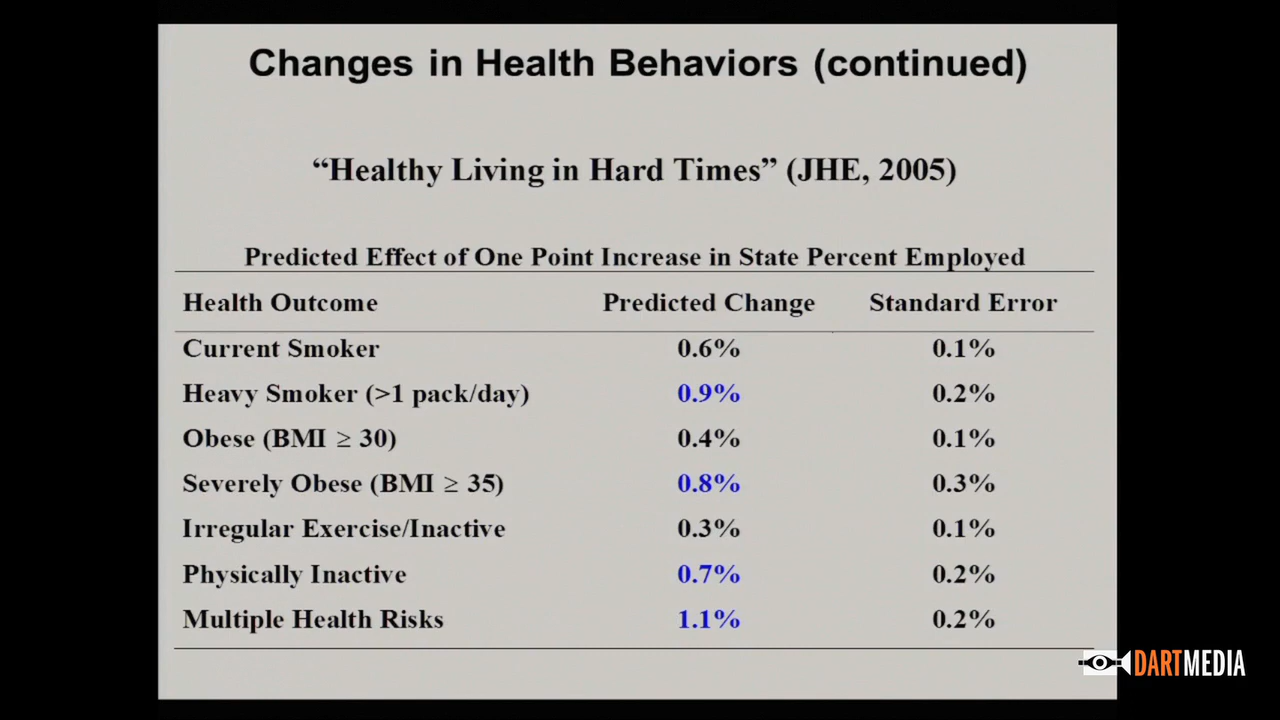 Changes in Health Behaviors (continued)
“Healthy Living in Hard Times” (JHE, 2005)
Predicted Effect of One Point Increase in State Percent Employed
Health Outcome Predicted Change Standard Error
Current Smoker 0.6% 0.1%
Heavy Smoker (>1 pack/day) 0.9% 0.2%
Obese (BMI ≥ 30) 0.4% 0.1%
Severely Obese (BMI ≥ 35) 0.8% 0.3%
Irregular Exercise/Inactive 0.3% 0.1%
Physically Inactive 0.7% 0.2%
Multiple Health Risks 1.1% 0.2%
DARTMEDIA